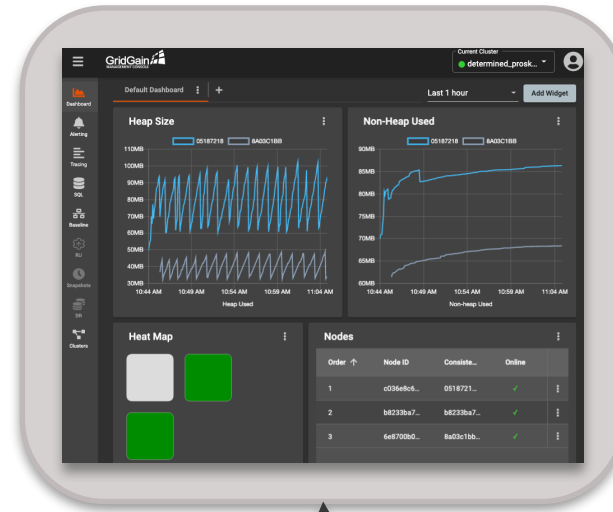 Current Cluster
GridGain
MANAGEMENT CONSOLE
determined_prosk...
Default Dashboard
+
Last 1 hour
Add Widget
Dashboard
Alerting
Tracing
SQL
Baseline
RU
Snapshots
DR
Clusters
Heap Size
05187218 8A03C1BB
110MB
100MB
90MB
80MB
70MB
60MB
50MB
40MB
30MB
10:44 AM 10:49 AM 10:54 AM 10:59 AM 11:04 AM
Heap Used
Non-Heap Used
05187218 8A03C1BB
90MB
85MB
80MB
75MB
70MB
65MB
60MB
10:44 AM 10:49 AM 10:54 AM 10:59 AM 11:04 AM
Non-heap Used
Heat Map
Nodes
Order ↑ Node ID Consiste... Online
1 c036e8c6... 0518721... ✓
2 b8233ba7... b8233ba7... ✓
3 6e8700b0... 8a03c1bb... ✓